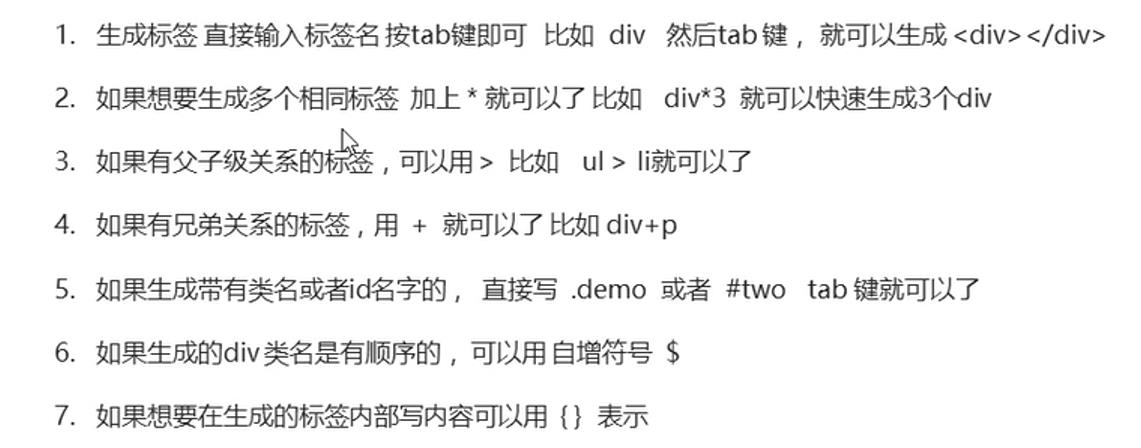 1. 生成标签 直接输入标签名 按tab键即可 比如 div 然后tab 键， 就可以生成 <div></div>
2. 如果想要生成多个相同标签 加上 * 就可以了 比如 div*3 就可以快速生成3个div
3. 如果有父子级关系的标签，可以用 > 比如 ul > li就可以了
4. 如果有兄弟关系的标签，用 + 就可以了 比如 div+p
5. 如果生成带有类名或者id名字的， 直接写 .demo 或者 #two tab 键就可以了
6. 如果生成的div 类名是有顺序的， 可以用 自增符号 $
7. 如果想要在生成的标签内部写内容可以用 { } 表示